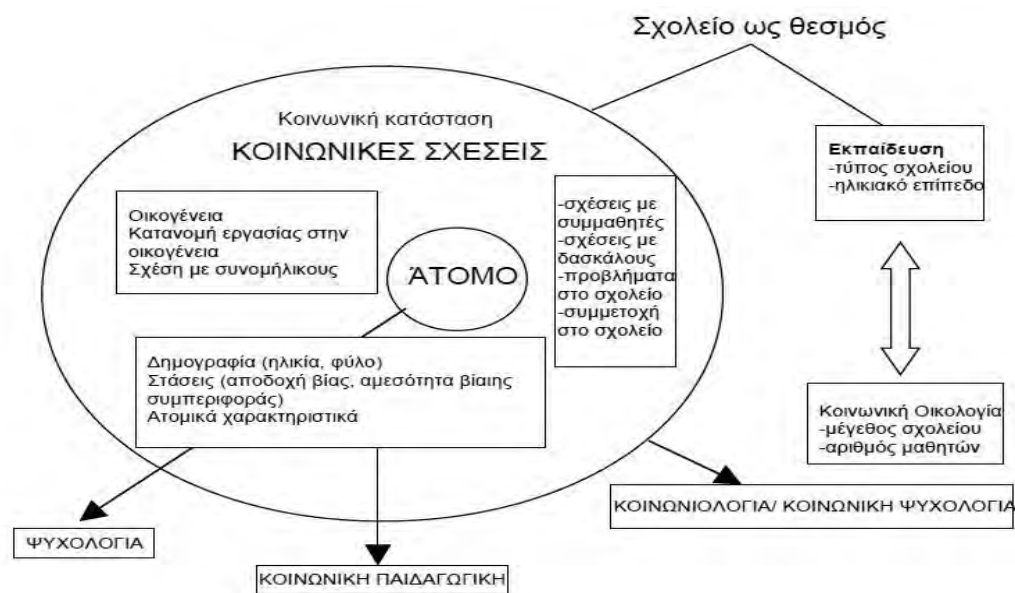 Σχολείο ως θεσμός
Κοινωνική κατάσταση
ΚΟΙΝΩΝΙΚΕΣ ΣΧΕΣΕΙΣ
Οικογένεια
Κατανομή εργασίας στην
οικογένεια
Σχέση με συνομήλικους
ΆΤΟΜΟ
-σχέσεις με
συμμαθητές
-σχέσεις με
δασκάλους
-προβλήματα
στο σχολείο
-συμμετοχή
στο σχολείο
Εκπαίδευση
-τύπος σχολείου
-ηλικιακό επίπεδο
Δημογραφία (ηλικία, φύλο)
Στάσεις (αποδοχή βίας, αμεσότητα βίαιης
συμπεριφοράς)
Ατομικά χαρακτηριστικά
Κοινωνική Οικολογία
-μέγεθος σχολείου
-αριθμός μαθητών
ΚΟΙΝΩΝΙΟΛΟΓΙΑ/ ΚΟΙΝΩΝΙΚΗ ΨΥΧΟΛΟΓΙΑ
ΨΥΧΟΛΟΓΙΑ
ΚΟΙΝΩΝΙΚΗ ΠΑΙΔΑΓΩΓΙΚΗ